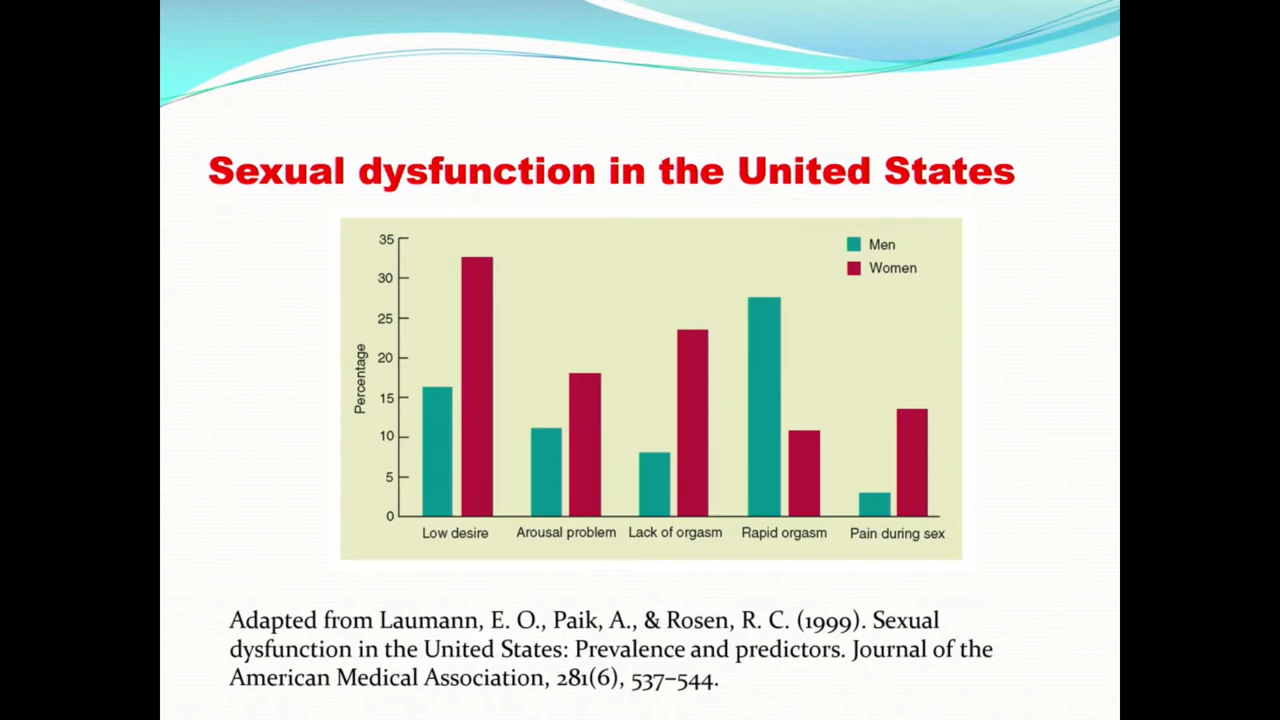 Sexual dysfunction in the United States
35
30
25
20
15
10
5
0
Percentage
Men
Women
Low desire
Arousal problem
Lack of orgasm
Rapid orgasm
Pain during sex
Adapted from Laumann, E. O., Paik, A., & Rosen, R. C. (1999). Sexual
dysfunction in the United States: Prevalence and predictors. Journal of the
American Medical Association, 281(6), 537–544.